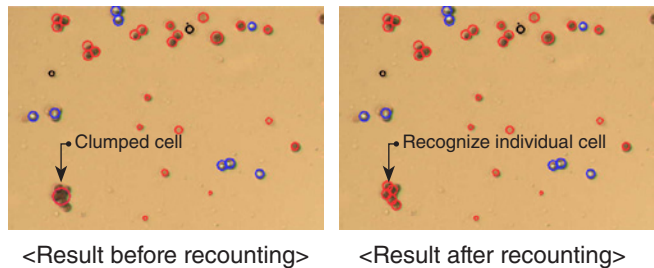 Clumped cell
Recognize individual cell
<Result before recounting>
<Result after recounting>